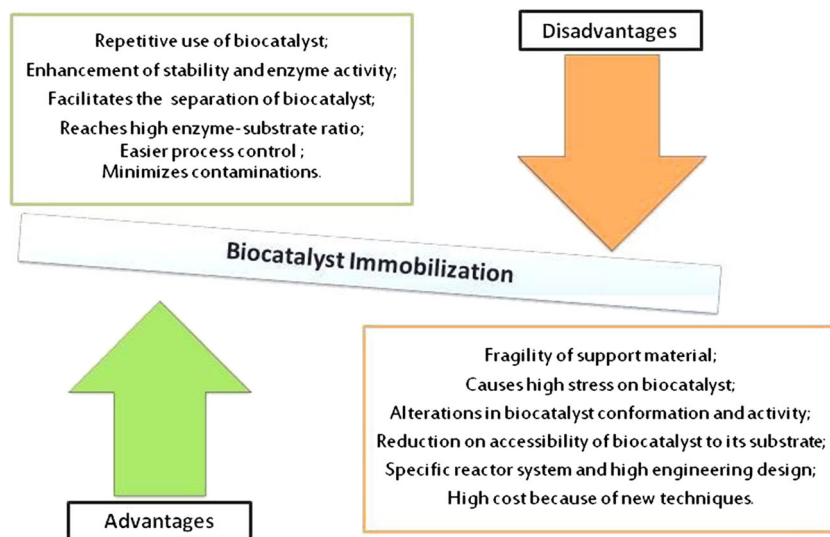 Disadvantages
Repetitive use of biocatalyst;
Enhancement of stability and enzyme activity;
Facilitates the separation of biocatalyst;
Reaches high enzyme-substrate ratio;
Easier process control ;
Minimizes contaminations.
Biocatalyst Immobilization
Fragility of support material;
Causes high stress on biocatalyst;
Alterations in biocatalyst conformation and activity;
Reduction on accessibility of biocatalyst to its substrate;
Specific reactor system and high engineering design;
High cost because of new techniques.
Advantages